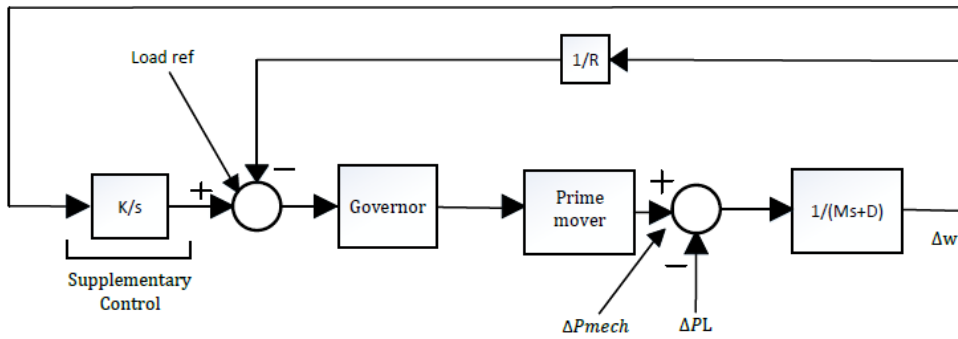 Load ref
1/R
−
K/s
+
Governor
Prime
mover
+
−
1/(Ms+D)
Δw
Supplementary
Control
ΔPmech
ΔPL